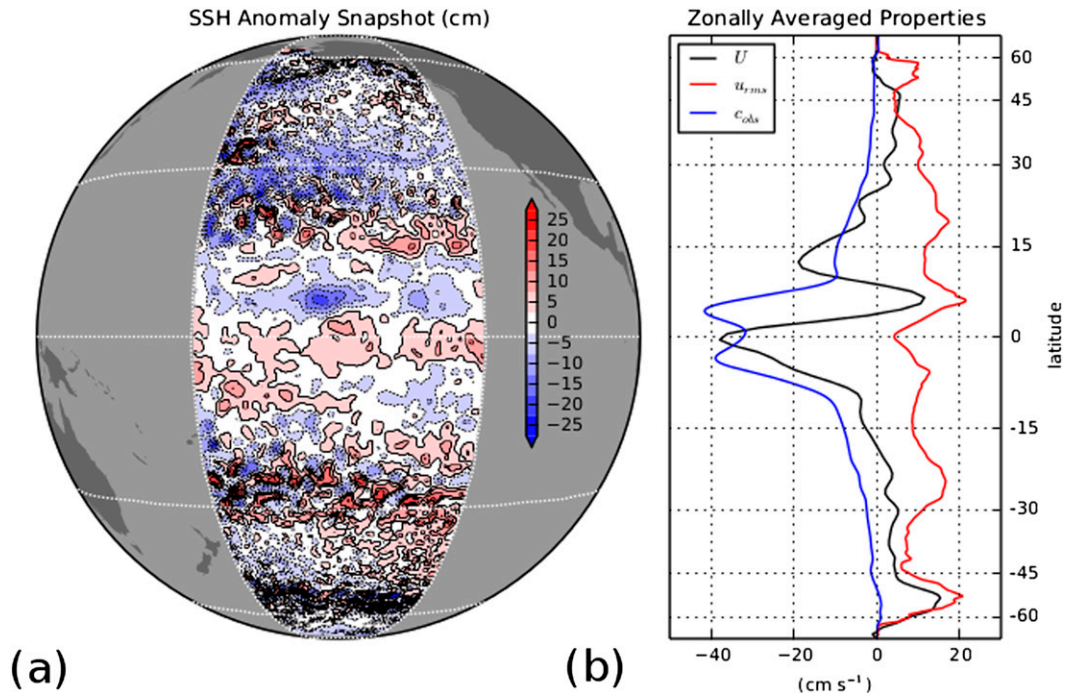 SSH Anomaly Snapshot (cm)
25
20
15
10
5
0
−5
−10
−15
−20
−25
(a)
Zonally Averaged Properties
U
u_rms
c_obs
60
45
30
15
0
-15
-30
-45
-60
latitude
−40 −20 0 20
(cm s⁻¹)
(b)